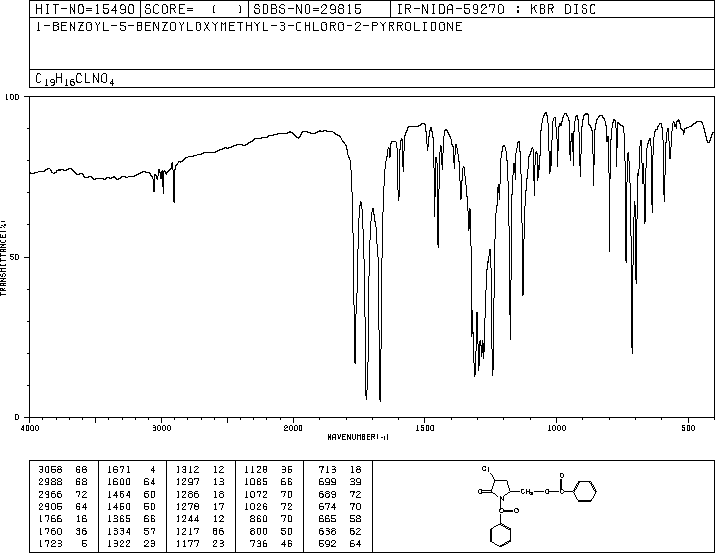 HIT-NO=15490 SCORE= ( ) SDBS-NO=29815 IR-NIDA-59270 : KBR DISC
1-BENZOYL-5-BENZOYLOXYMETHYL-3-CHLORO-2-PYRROLIDONE
C19H16CLNO4
100
TRANSMITTANCE(%)
50
0
4000 3000 2000 1500 1000 500
WAVENUMBER(-1)
3068 68 1671 4 1312 12 1128 36 713 18
2988 68 1600 64 1297 13 1085 66 699 39
2966 72 1464 60 1286 18 1072 70 689 72
2905 64 1450 50 1278 17 1026 72 674 70
1766 16 1365 66 1244 12 860 70 665 58
1760 36 1334 57 1217 86 800 50 638 62
1723 5 1322 23 1177 23 736 46 592 64
Cl
O N CH2 O C O
O C